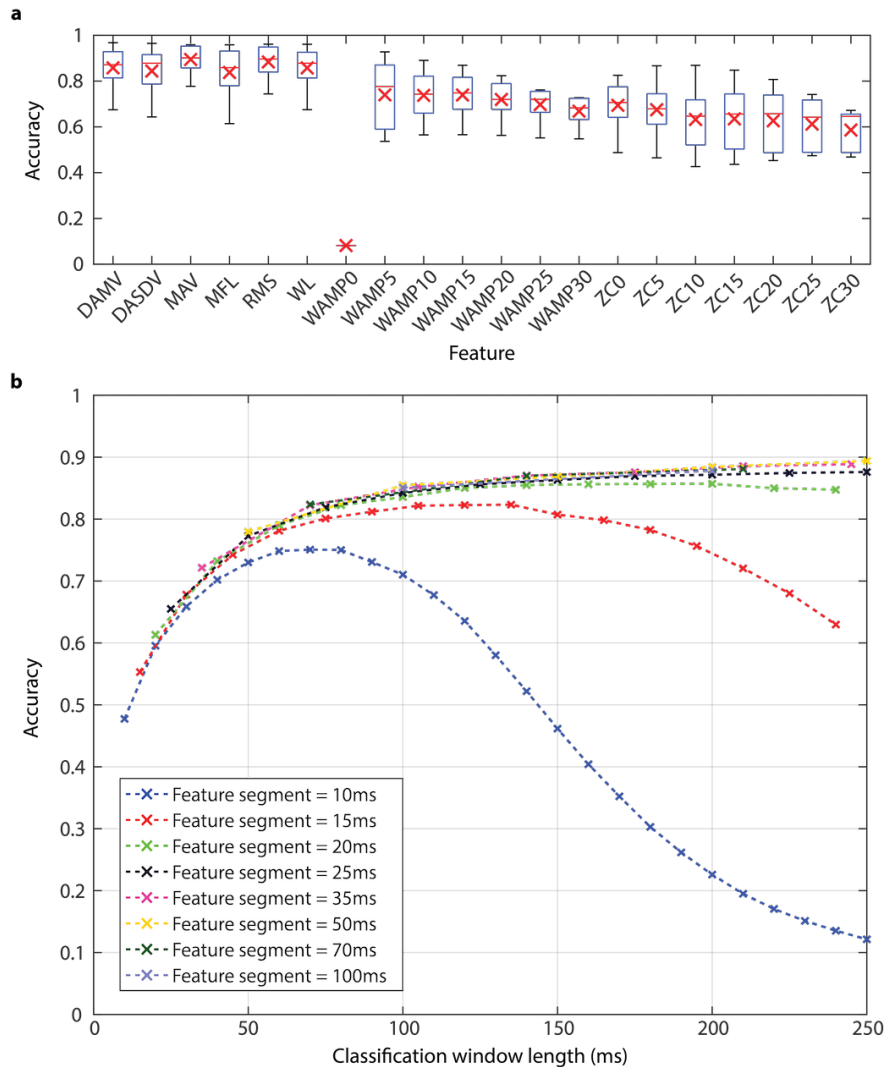 a
1
0.8
0.6
0.4
0.2
0
Accuracy
DAMV
DASDV
MAV
MFL
RMS
WL
WAMP0
WAMP5
WAMP10
WAMP15
WAMP20
WAMP25
WAMP30
ZC0
ZC5
ZC10
ZC15
ZC20
ZC25
ZC30
Feature
b
1
0.9
0.8
0.7
0.6
0.5
0.4
0.3
0.2
0.1
0
Accuracy
Feature segment = 10ms
Feature segment = 15ms
Feature segment = 20ms
Feature segment = 25ms
Feature segment = 35ms
Feature segment = 50ms
Feature segment = 70ms
Feature segment = 100ms
0 50 100 150 200 250
Classification window length (ms)